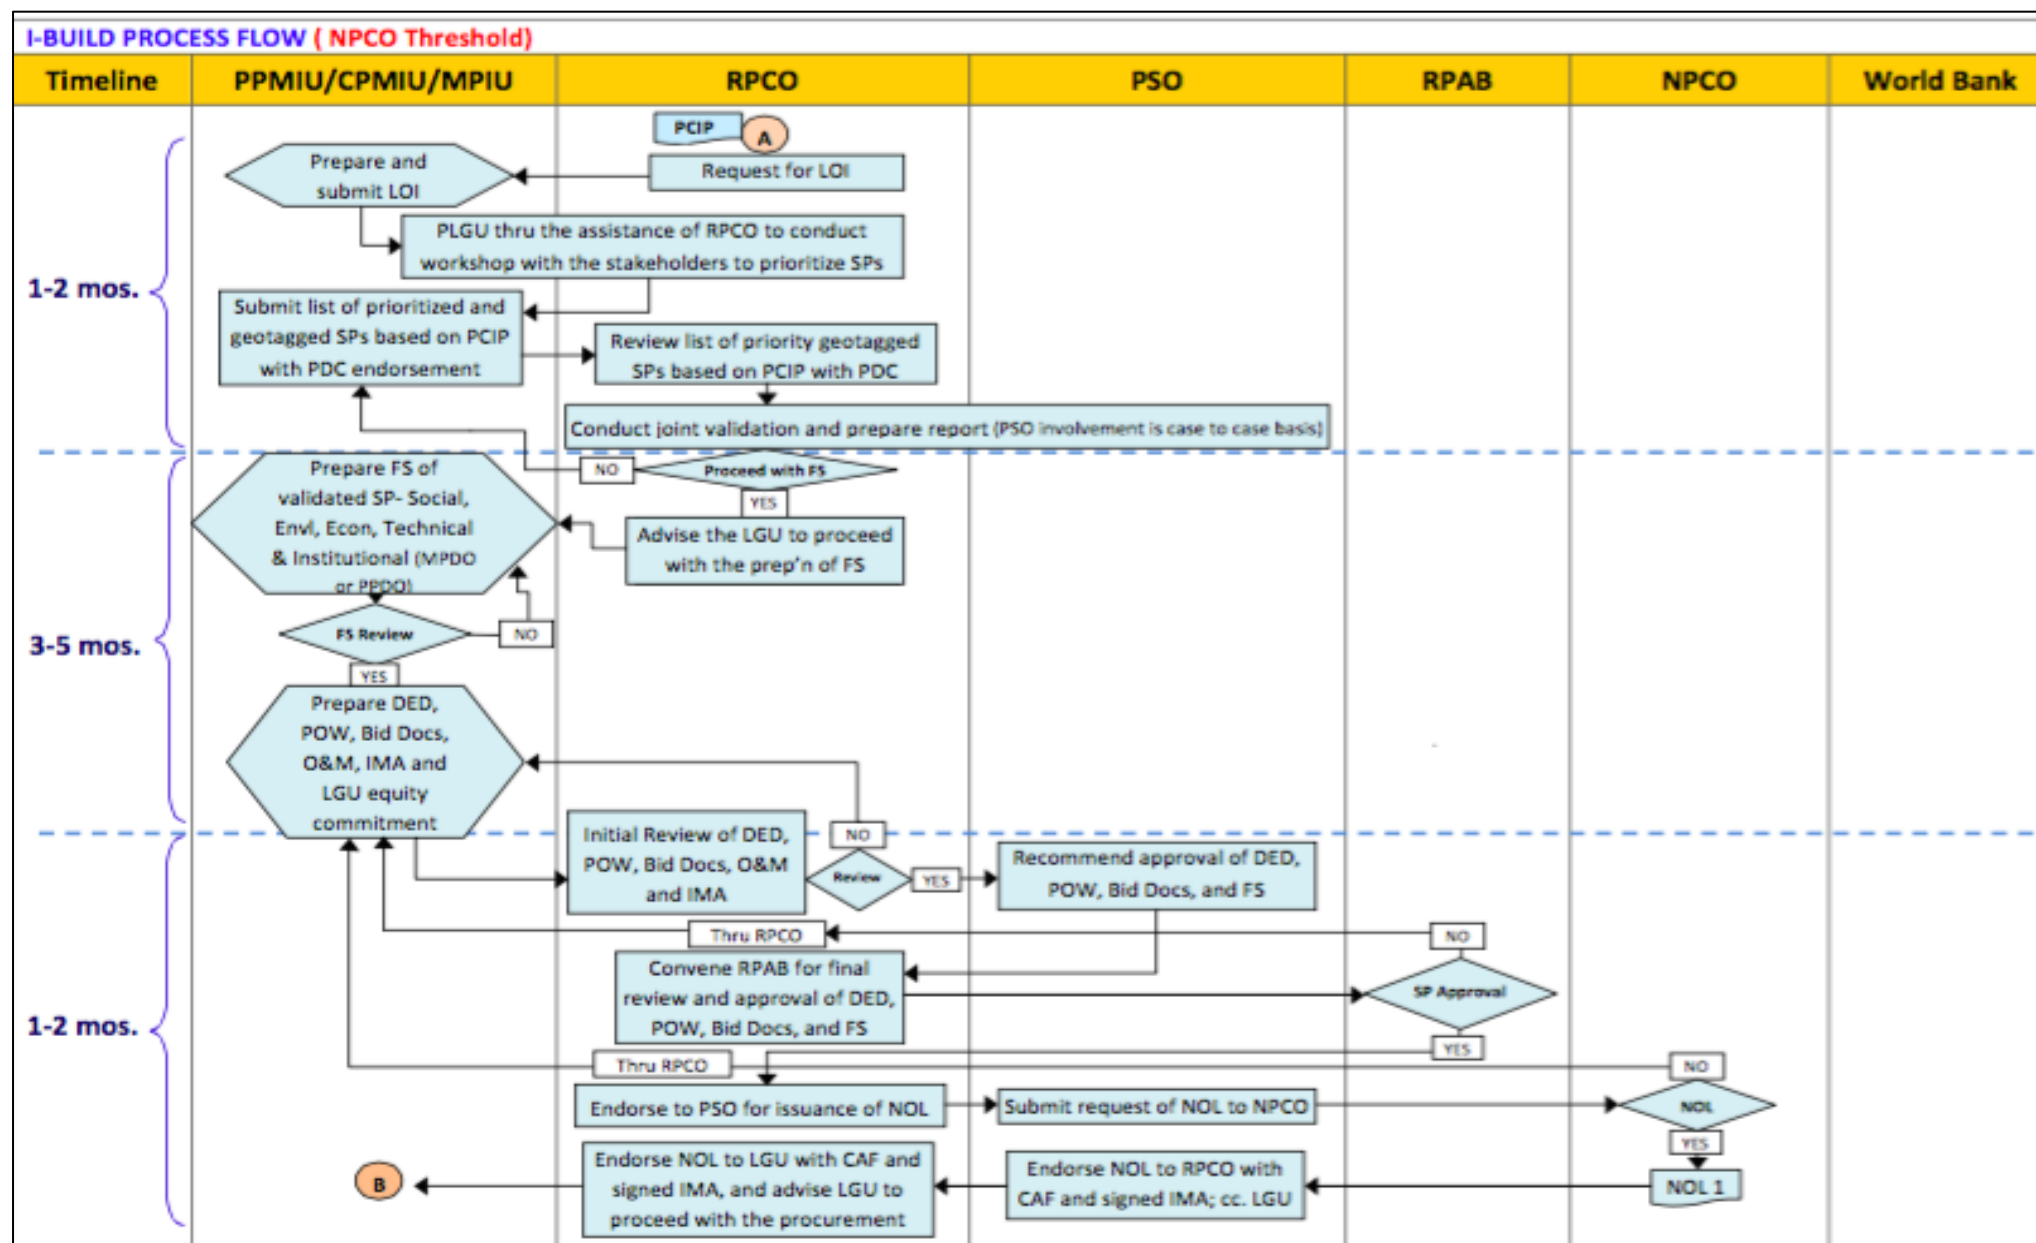 I-BUILD PROCESS FLOW ( NPCO Threshold)
Timeline
PPMIU/CPMIU/MPIU
RPCO
PSO
RPAB
NPCO
World Bank
PCIP
A
Request for LOI
Prepare and
submit LOI
PLGU thru the assistance of RPCO to conduct
workshop with the stakeholders to prioritize SPs
1-2 mos.
Submit list of prioritized and
geotagged SPs based on PCIP
with PDC endorsement
Review list of priority geotagged
SPs based on PCIP with PDC
Conduct joint validation and prepare report (PSO involvement is case to case basis)
Proceed with FS
NO
YES
Advise the LGU to proceed
with the prep'n of FS
Prepare FS of
validated SP- Social,
Envl, Econ, Technical
& Institutional (MPDO
or PPDO)
3-5 mos.
FS Review
NO
YES
Prepare DED,
POW, Bid Docs,
O&M, IMA and
LGU equity
commitment
Initial Review of DED,
POW, Bid Docs, O&M
and IMA
NO
Review
YES
Recommend approval of DED,
POW, Bid Docs, and FS
Thru RPCO
NO
Convene RPAB for final
review and approval of DED,
POW, Bid Docs, and FS
SP Approval
1-2 mos.
YES
Thru RPCO
NO
Endorse to PSO for issuance of NOL
Submit request of NOL to NPCO
NOL
YES
NOL 1
Endorse NOL to RPCO with
CAF and signed IMA; cc. LGU
Endorse NOL to LGU with CAF and
signed IMA, and advise LGU to
proceed with the procurement
B